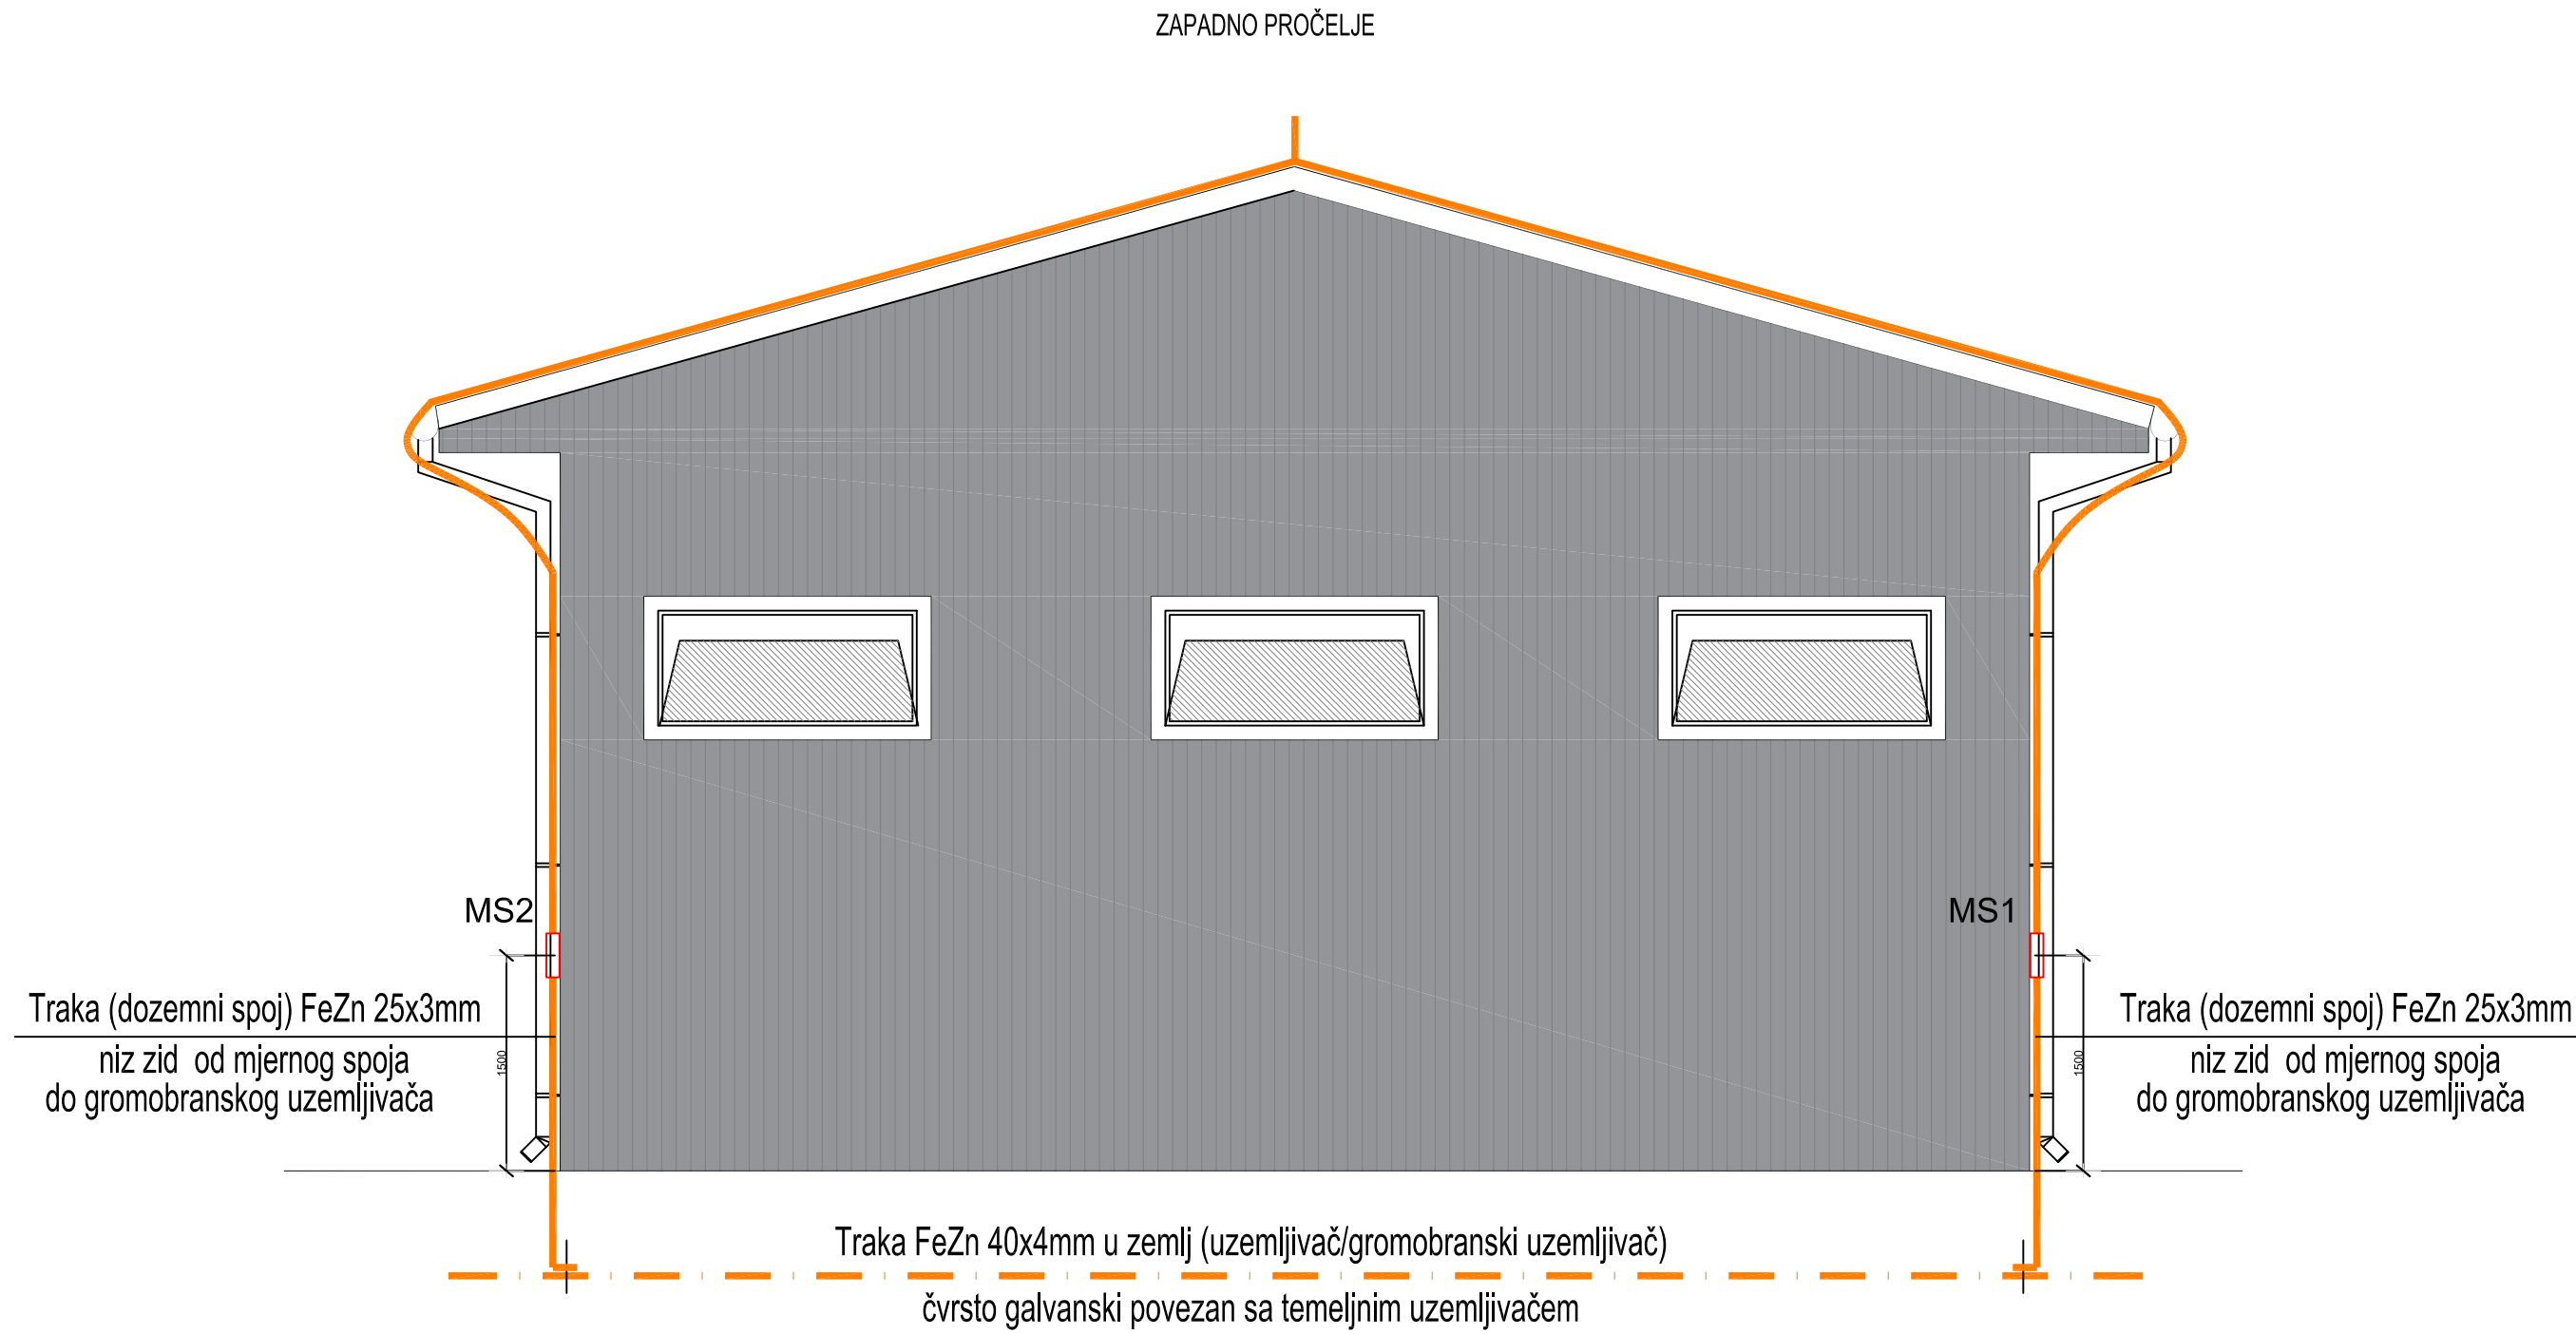 ZAPADNO PROČELJE
MS2
MS1
Traka (dozemni spoj) FeZn 25x3mm
niz zid od mjernog spoja
do gromobranskog uzemljivača
1500
Traka (dozemni spoj) FeZn 25x3mm
niz zid od mjernog spoja
do gromobranskog uzemljivača
1500
Traka FeZn 40x4mm u zemlj (uzemljivač/gromobranski uzemljivač)
čvrsto galvanski povezan sa temeljnim uzemljivačem